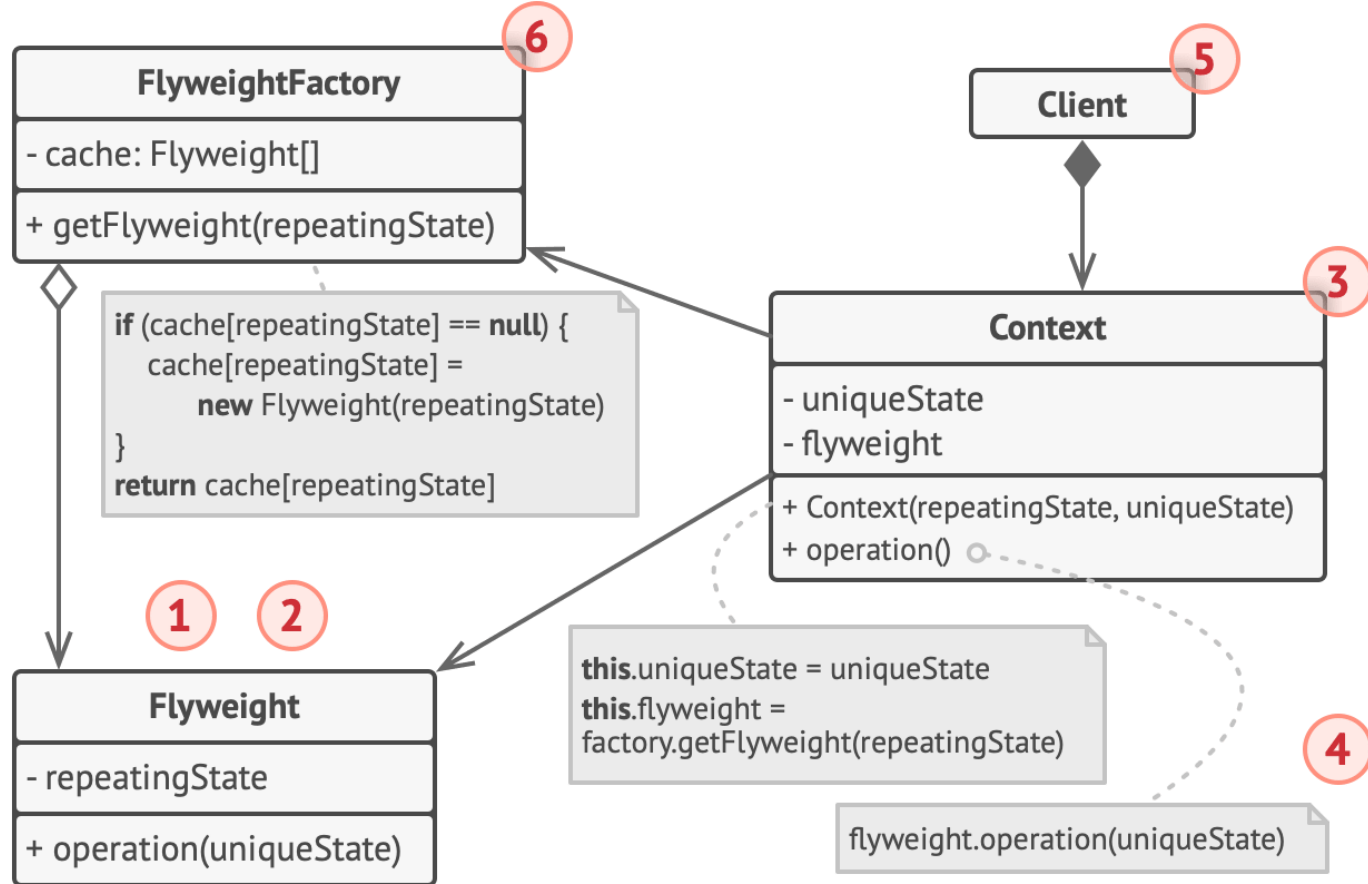 6
FlyweightFactory
- cache: Flyweight[]
+ getFlyweight(repeatingState)
if (cache[repeatingState] == null) {
cache[repeatingState] =
new Flyweight(repeatingState)
}
return cache[repeatingState]
5
Client
3
Context
- uniqueState
- flyweight
+ Context(repeatingState, uniqueState)
+ operation()
1
2
Flyweight
- repeatingState
+ operation(uniqueState)
this.uniqueState = uniqueState
this.flyweight =
factory.getFlyweight(repeatingState)
4
flyweight.operation(uniqueState)